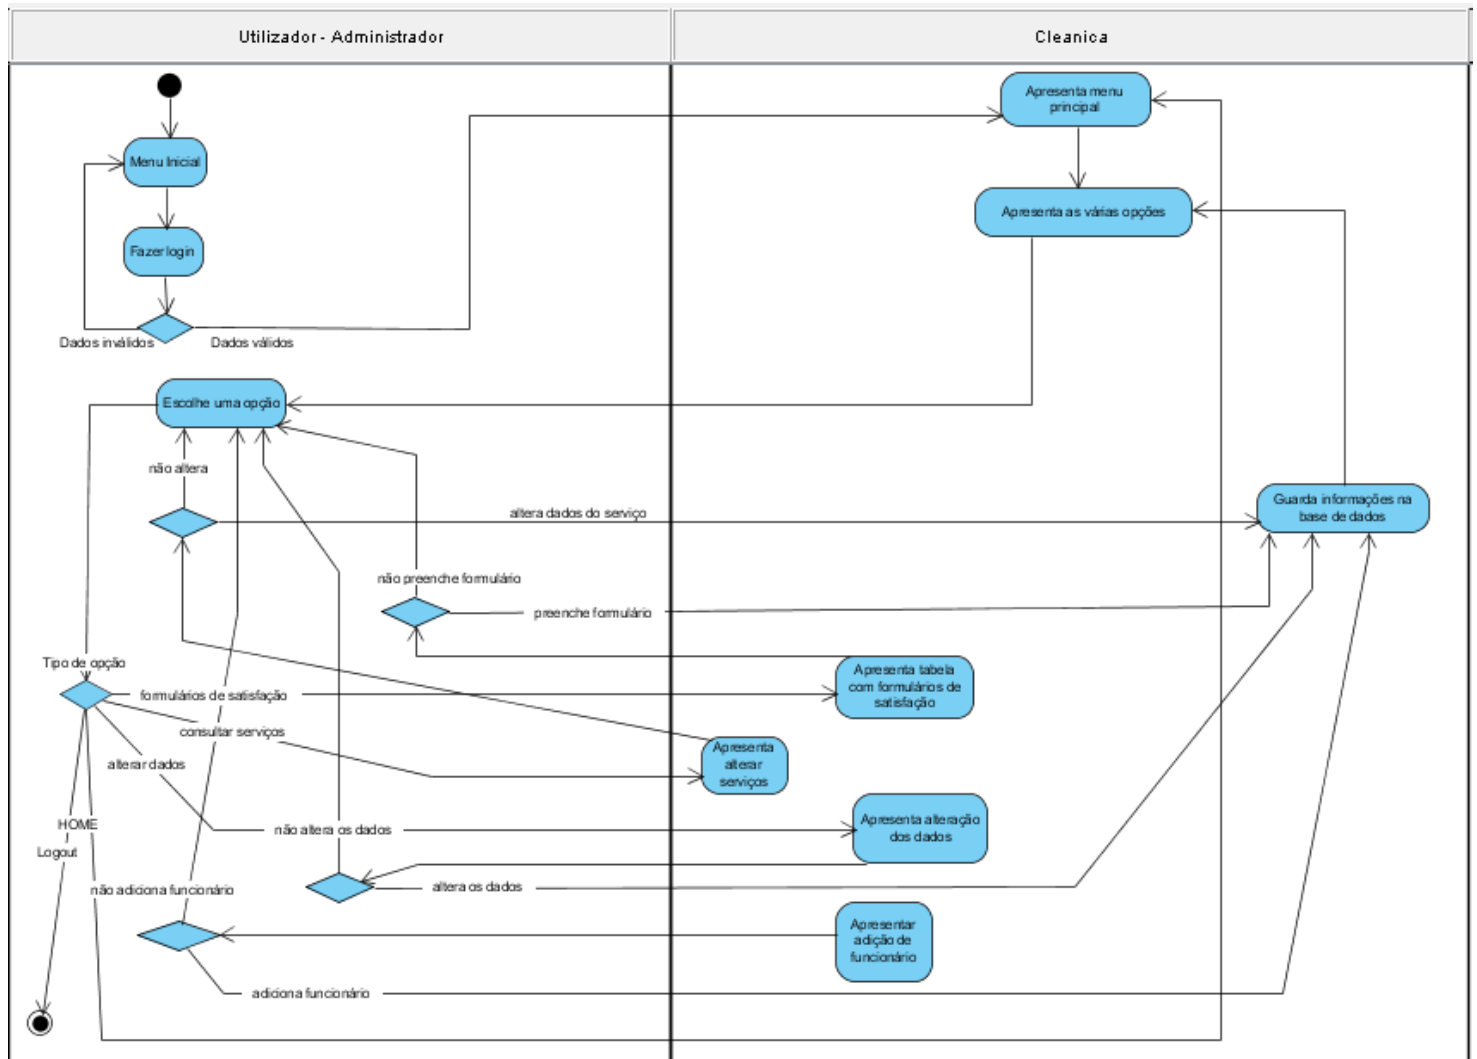 Utilizador - Administrador
Cleanica
Apresenta menu
principal
Menu Inicial
Apresenta as várias opções
Fazer login
Dados inválidos
Dados válidos
Escolhe uma opção
não altera
altera dados do serviço
Guarda informações na
base de dados
não preenche formulário
preenche formulário
Tipo de opção
formulários de satisfação
Apresenta tabela
com formulários de
satisfação
consultar serviços
alterar dados
Apresenta
alterar
serviços
HOME
Logout
não altera os dados
Apresenta alteração
dos dados
não adiciona funcionário
altera os dados
Apresentar
adição de
funcionário
adiciona funcionário